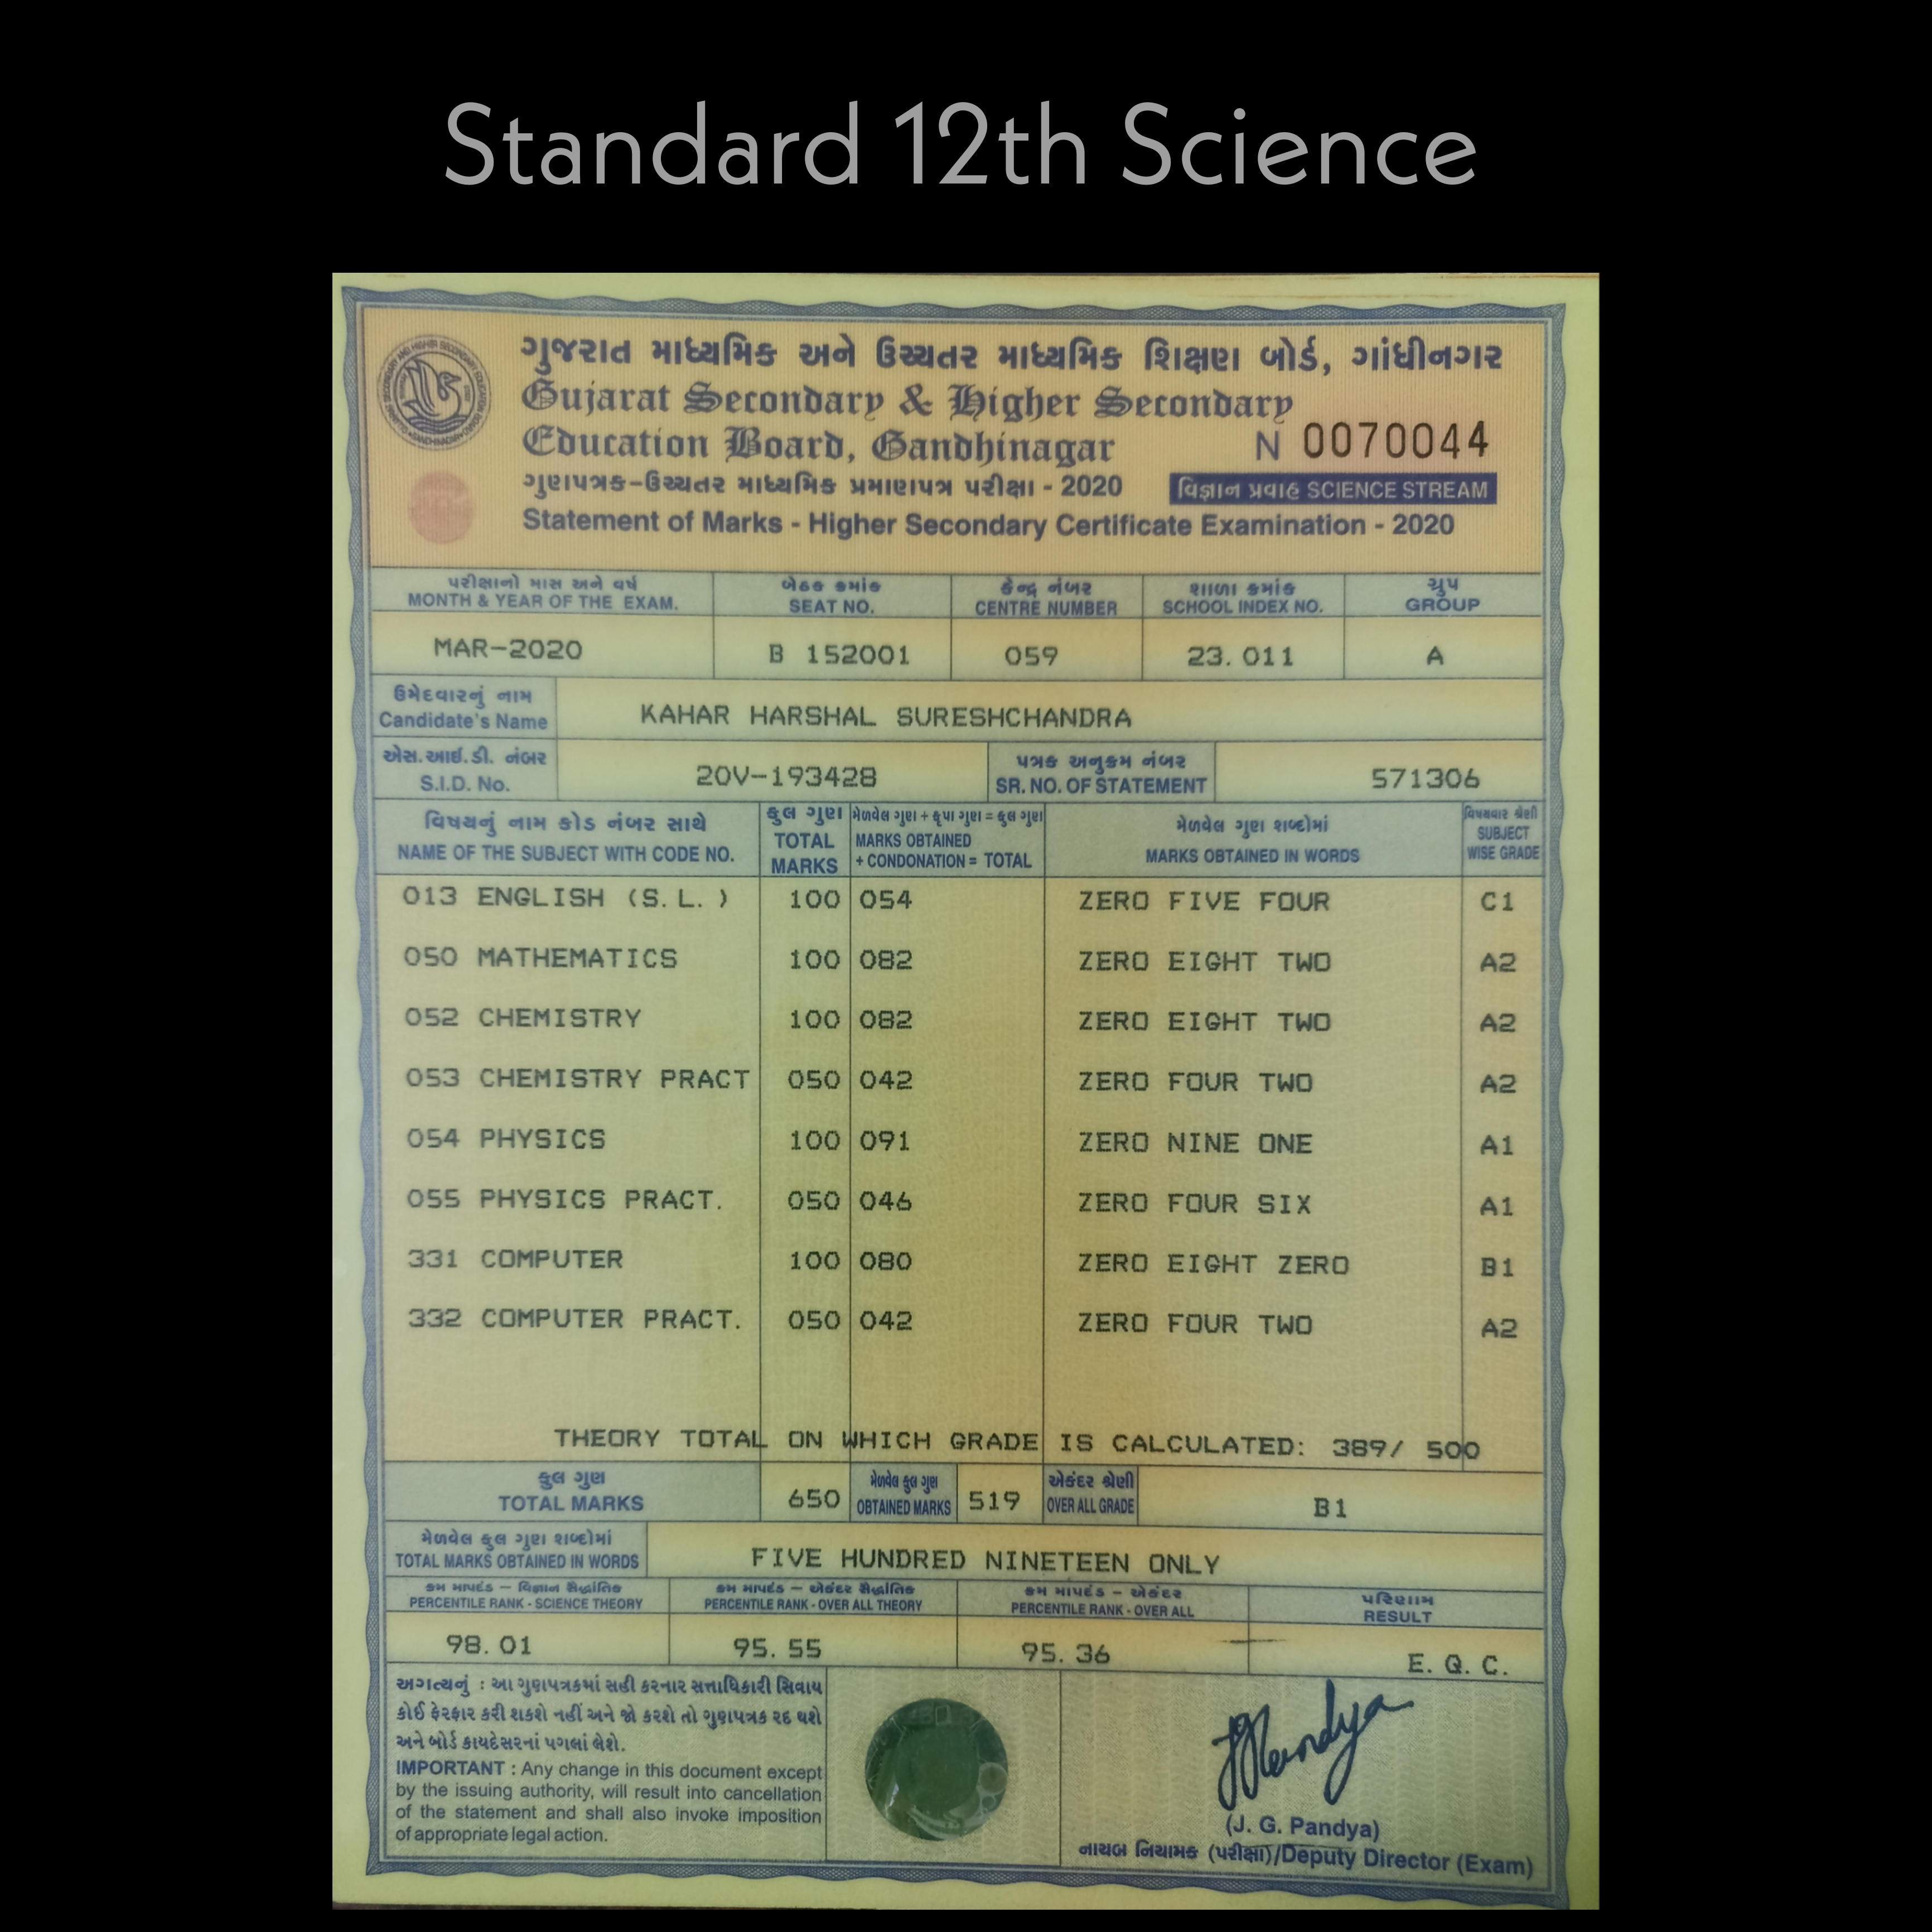 Standard 12th Science
ગુજરાત માધ્યમિક અને ઉચ્ચતર માધ્યમિક શિક્ષણ બોર્ડ, ગાંધીનગર
Gujarat Secondary & Higher Secondary
Education Board, Gandhinagar
N 0070044
ગુણપત્રક-ઉચ્ચતર માધ્યમિક પ્રમાણપત્ર પરીક્ષા - 2020
વિજ્ઞાન પ્રવાહ SCIENCE STREAM
Statement of Marks - Higher Secondary Certificate Examination - 2020
પરીક્ષાનો માસ અને વર્ષ બેઠક ક્રમાંક કેન્દ્ર નંબર શાળા ક્રમાંક ગ્રુપ
MONTH & YEAR OF THE EXAM. SEAT NO. CENTRE NUMBER SCHOOL INDEX NO. GROUP
MAR-2020 B 152001 059 23.011 A
ઉમેદવારનું નામ
Candidate's Name KAHAR HARSHAL SURESHCHANDRA
એસ.આઈ.ડી. નંબર પત્રક અનુક્રમ નંબર
S.I.D. No. 20V-193428 SR. NO. OF STATEMENT 571306
વિષયનું નામ કોડ નંબર સાથે કુલ ગુણ મેળવેલ ગુણ + કૃપા ગુણ = કુલ ગુણ મેળવેલ ગુણ શબ્દોમાં વિષયવાર શ્રેણી
NAME OF THE SUBJECT WITH CODE NO. TOTAL MARKS MARKS OBTAINED + CONDONATION = TOTAL MARKS OBTAINED IN WORDS SUBJECT WISE GRADE
013 ENGLISH (S.L.) 100 054 ZERO FIVE FOUR C1
050 MATHEMATICS 100 082 ZERO EIGHT TWO A2
052 CHEMISTRY 100 082 ZERO EIGHT TWO A2
053 CHEMISTRY PRACT 050 042 ZERO FOUR TWO A2
054 PHYSICS 100 091 ZERO NINE ONE A1
055 PHYSICS PRACT. 050 046 ZERO FOUR SIX A1
331 COMPUTER 100 080 ZERO EIGHT ZERO B1
332 COMPUTER PRACT. 050 042 ZERO FOUR TWO A2
THEORY TOTAL ON WHICH GRADE IS CALCULATED: 389/ 500
કુલ ગુણ મેળવેલ કુલ ગુણ એકંદર શ્રેણી
TOTAL MARKS 650 OBTAINED MARKS 519 OVER ALL GRADE B1
મેળવેલ કુલ ગુણ શબ્દોમાં
TOTAL MARKS OBTAINED IN WORDS FIVE HUNDRED NINETEEN ONLY
ક્રમ માપદંડ – વિજ્ઞાન સૈદ્ધાંતિક ક્રમ માપદંડ – એકંદર સૈદ્ધાંતિક ક્રમ માપદંડ – એકંદર પરિણામ
PERCENTILE RANK - SCIENCE THEORY PERCENTILE RANK - OVER ALL THEORY PERCENTILE RANK - OVER ALL RESULT
98.01 95.55 95.36 E.Q.C.
અગત્યનું : આ ગુણપત્રકમાં સહી કરનાર સત્તાધિકારી સિવાય
કોઈ ફેરફાર કરી શકશે નહીં અને જો કરશે તો ગુણપત્રક રદ થશે
અને બોર્ડ કાયદેસરનાં પગલાં લેશે.
IMPORTANT : Any change in this document except
by the issuing authority, will result into cancellation
of the statement and shall also invoke imposition
of appropriate legal action.
(J. G. Pandya)
નાયબ નિયામક (પરીક્ષા)/Deputy Director (Exam)